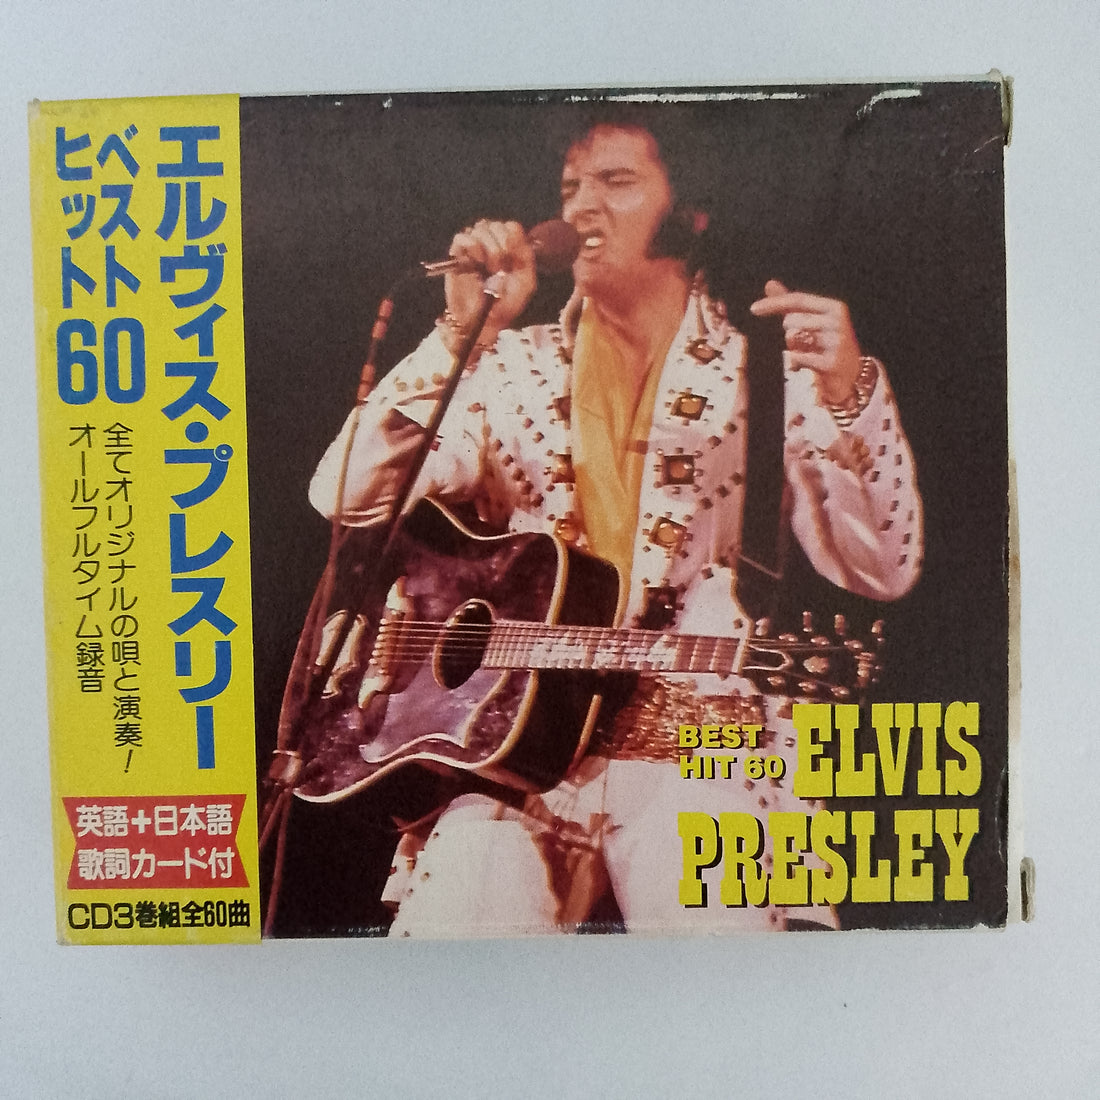 エルヴィス・プレスリー
ベスト60
ヒット60
全てオリジナルの唄と演奏！
オールフルタイム録音
英語+日本語
歌詞カード付
CD3巻組全60曲
BEST
HIT 60
ELVIS
PRESLEY